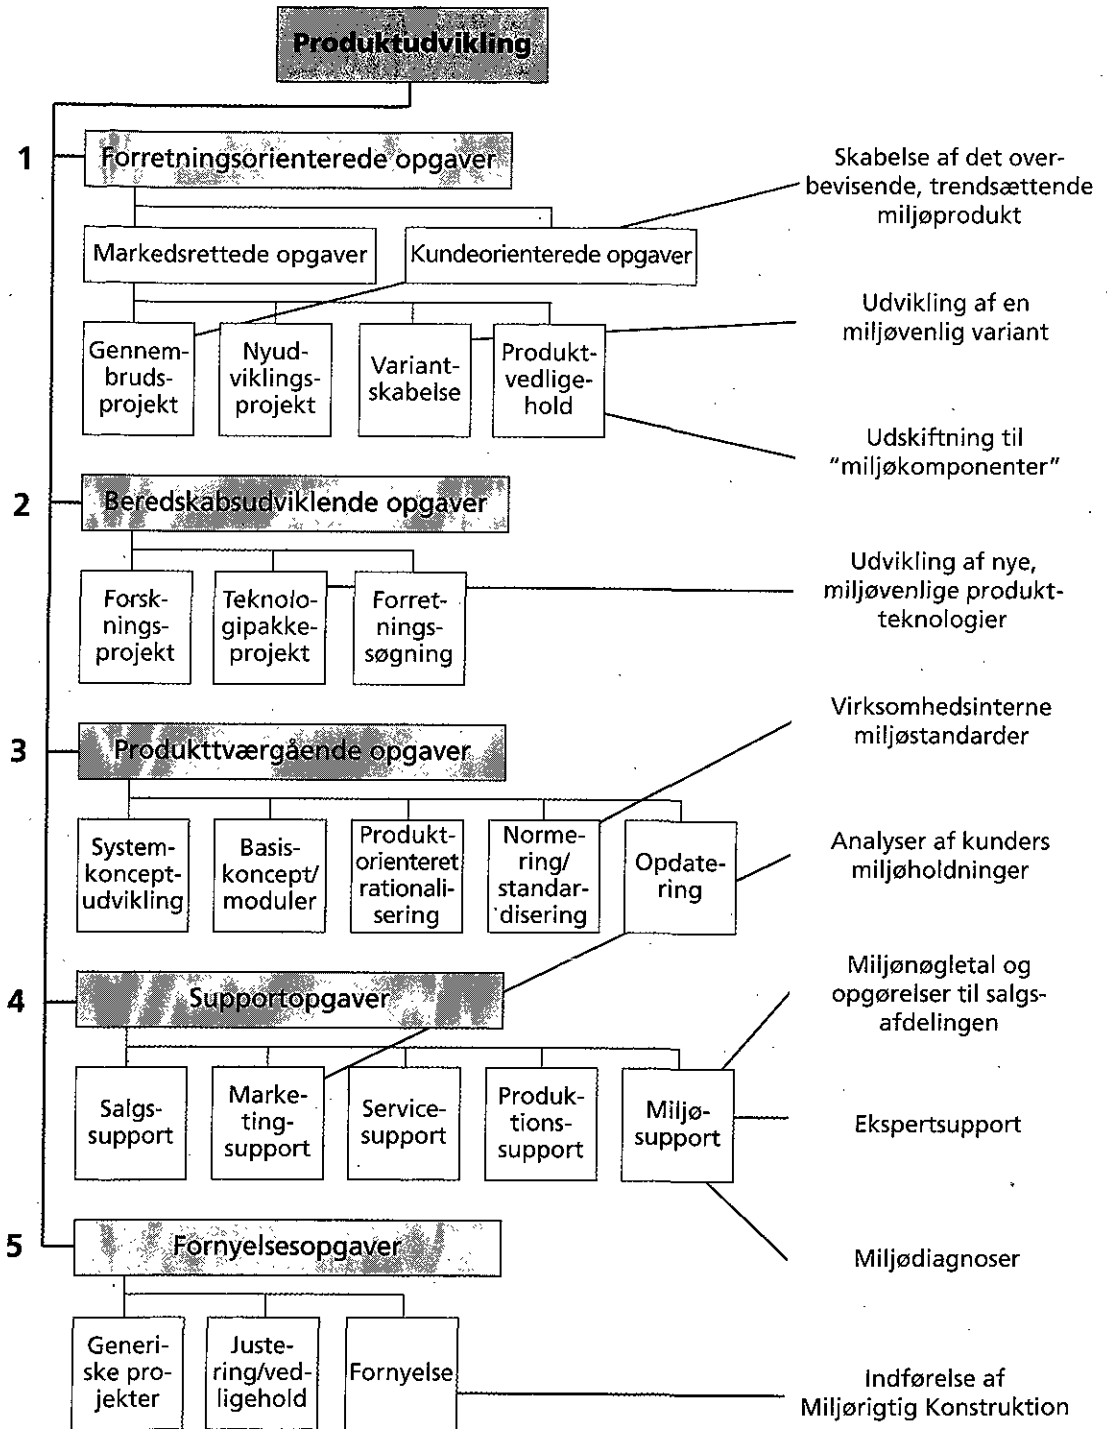 Produktudvikling
1
Forretningsorienterede opgaver
Markedsrettede opgaver
Kundeorienterede opgaver
Gennem-
bruds-
projekt
Nyud-
viklings-
projekt
Variant-
skabelse
Produkt-
vedlige-
hold
Skabelse af det over-
bevisende, trendsættende
miljøprodukt
Udvikling af en
miljøvenlig variant
Udskiftning til
"miljøkomponenter"
2
Beredskabsudviklende opgaver
Forsk-
nings-
projekt
Teknolo-
gipakke-
projekt
Forret-
nings-
søgning
Udvikling af nye,
miljøvenlige produkt-
teknologier
3
Produkttværgående opgaver
System-
koncept-
udvikling
Basis-
koncept/
moduler
Produkt-
orienteret
rationali-
sering
Norme-
ring/
standar-
disering
Opdate-
ring
Virksomhedsinterne
miljøstandarder
Analyser af kunders
miljøholdninger
4
Supportopgaver
Salgs-
support
Marke-
ting-
support
Service-
support
Produk-
tions-
support
Miljø-
support
Miljønøgletal og
opgørelser til salgs-
afdelingen
Ekspertsupport
Miljødiagnoser
5
Fornyelsesopgaver
Generi-
ske pro-
jekter
Juste-
ring/ved-
ligehold
Fornyelse
Indførelse af
Miljørigtig Konstruktion